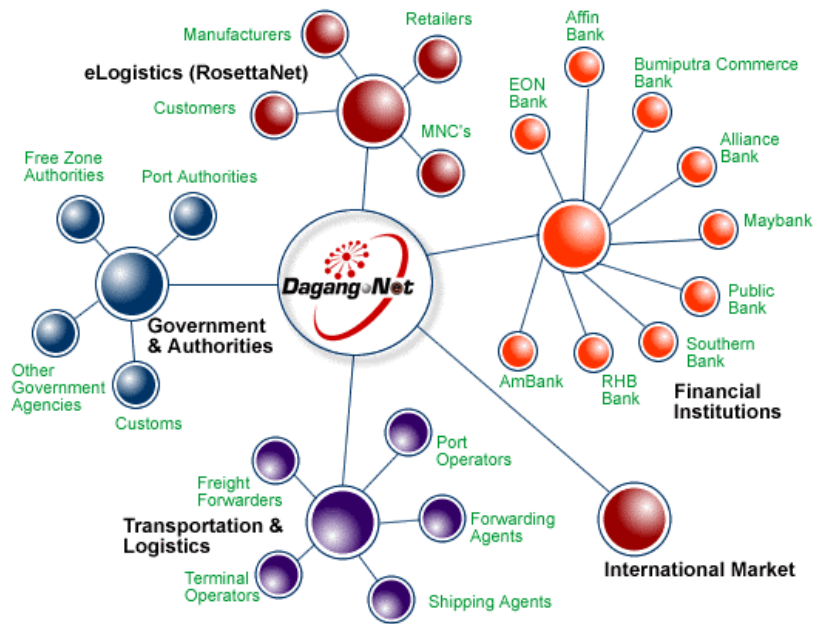 Manufacturers
Retailers
eLogistics (RosettaNet)
Customers
MNC's
Affin
Bank
EON
Bank
Bumiputra Commerce
Bank
Alliance
Bank
Maybank
Public
Bank
Southern
Bank
RHB
Bank
AmBank
Financial
Institutions
Free Zone
Authorities
Port Authorities
Government
& Authorities
Other
Government
Agencies
Customs
Dagang Net
Freight
Forwarders
Port
Operators
Transportation &
Logistics
Forwarding
Agents
Terminal
Operators
Shipping Agents
International Market